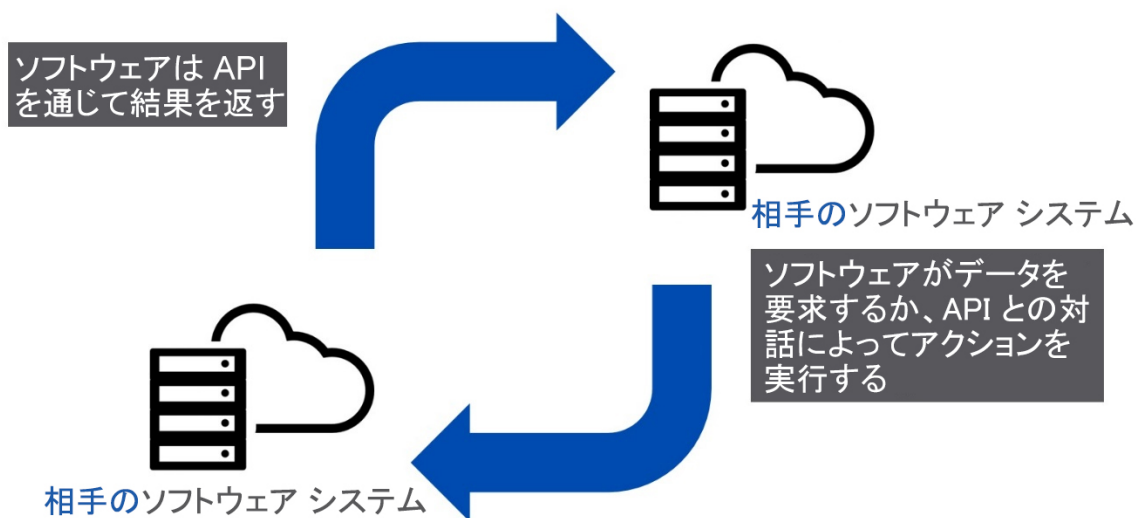 ソフトウェアは API
を通じて結果を返す
相手のソフトウェア システム
ソフトウェアがデータを
要求するか、API との対
話によってアクションを
実行する
相手のソフトウェア システム